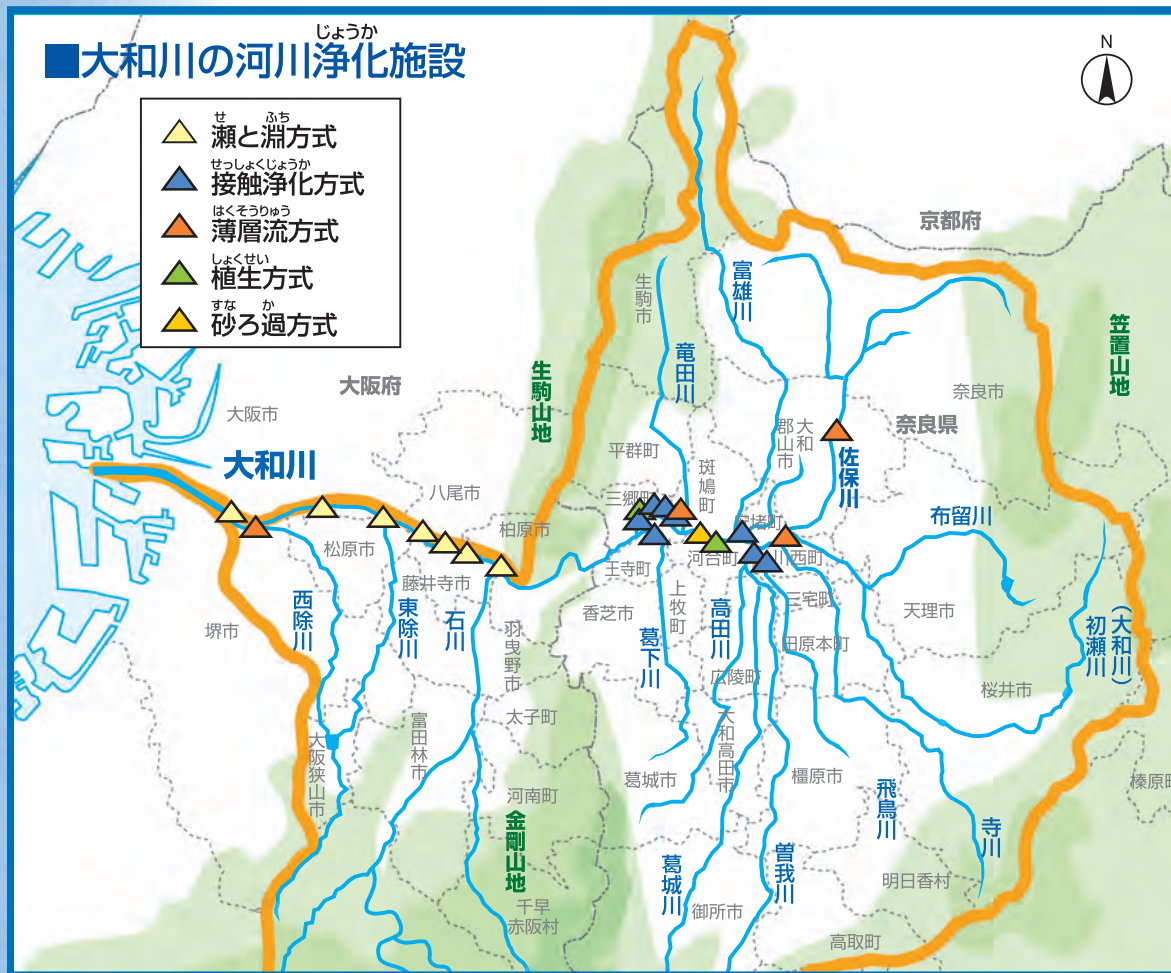 じょうか
■大和川の河川浄化施設
N
せ ふち
瀬と淵方式
せっしょくじょうか
接触浄化方式
はくそうりゅう
薄層流方式
しょくせい
植生方式
すな か
砂ろ過方式
京都府
笠置山地
富雄川
生駒市
竜田川
生駒山地
大阪府
大阪市
奈良市
奈良県
大和郡山市
佐保川
平群町
斑鳩町
大和川
八尾市
柏原市
三郷町
安堵町
布留川
松原市
藤井寺市
王寺町
河合町
川西町
三宅町
天理市
香芝市
上牧町
高田川
田原本町
初瀬川
(大和川)
西除川
東除川
石川
羽曳野市
堺市
葛下川
広陵町
桜井市
太子町
富田林市
大阪狭山市
大和高田市
葛城市
橿原市
飛鳥川
榛原町
河南町
金剛山地
寺川
曽我川
葛城川
明日香村
御所市
千早
赤阪村
高取町